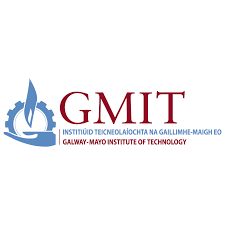 GMIT
INSTITIÚID TEICNEOLAÍOCHTA NA GAILLIMHE-MAIGH EO
GALWAY-MAYO INSTITUTE OF TECHNOLOGY